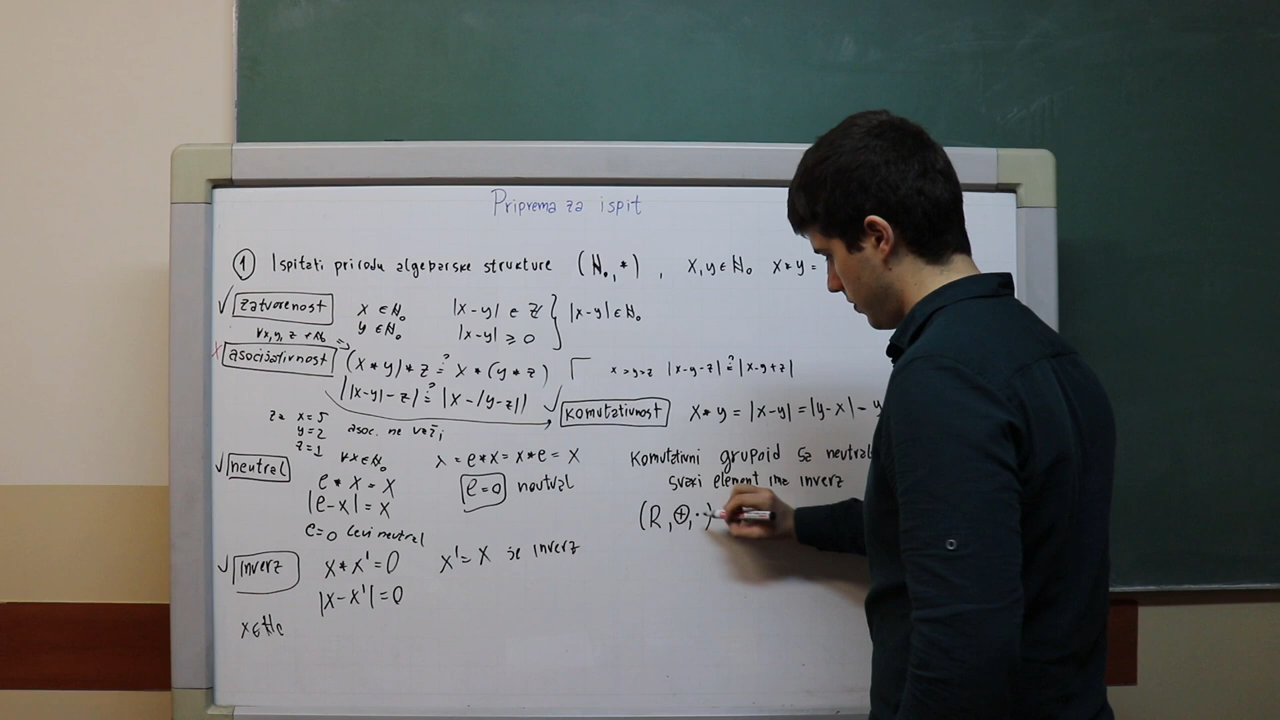 Priprema za ispit
① Ispitati prirodu algebarske strukture (N₀,*), x,y∈N₀ x*y=
✓ zatvorenost x∈N₀ |x-y|∈Z } |x-y|∈N₀
y∈N₀ |x-y|⩾0
∀x,y,z
x asocijativnost (x*y)*z ≟ x*(y*z) x>y>z |x-y-z| ≟ |x-y+z|
||x-y|-z| ≟ |x-|y-z||
✓ komutativnost x*y=|x-y|=|y-x|=y
za x=5
y=2 asoc. ne važi
z=1
✓ neutral ∀x∈N₀ x=e*x=x*e=x
e*x=x e=0 neutral
|e-x|=x
e=0 levi neutral
komutativni grupoid sa neutral
svaki element ima inverz
(R,⊕,·)
✓ inverz x*x'=0 x'=x je inverz
|x-x'|=0
x∈N₀